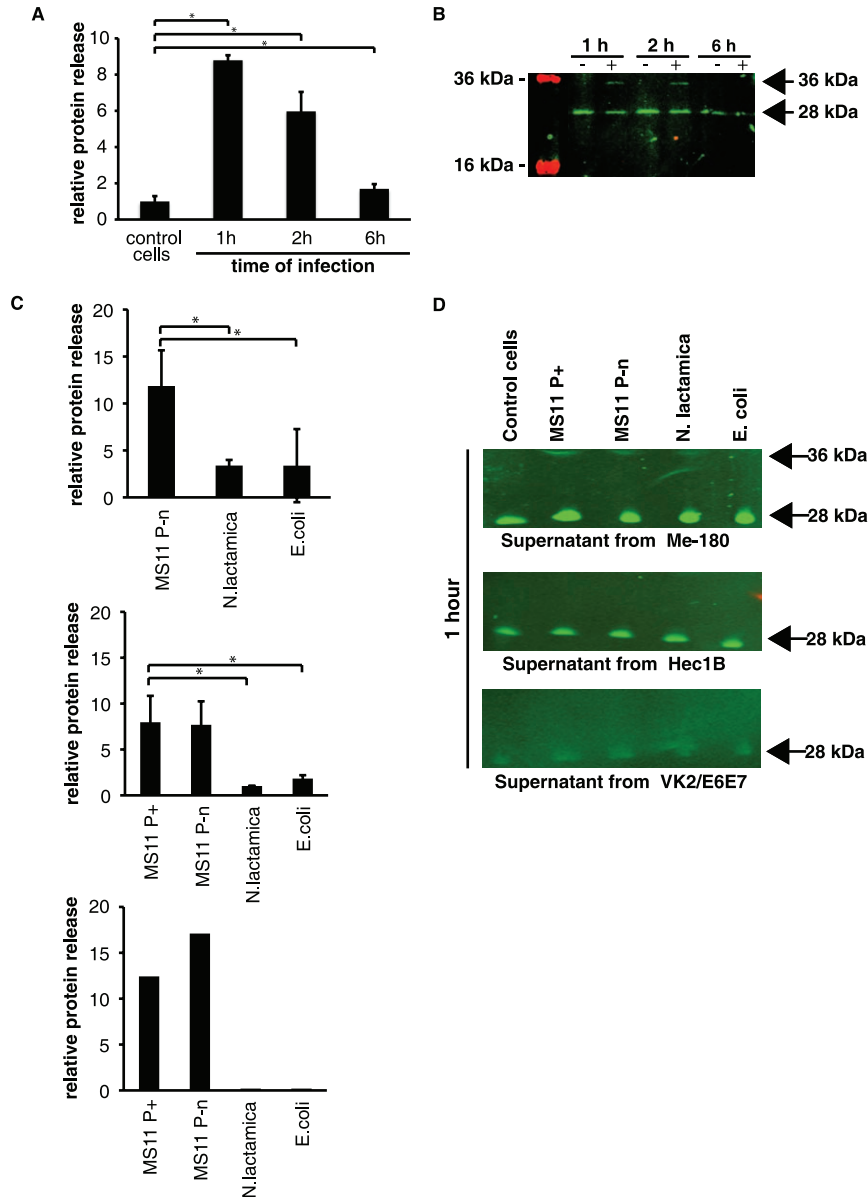 A
relative protein release
10
8
6
4
2
0
*
*
*
control cells
1h
2h
6h
time of infection
B
1 h
2 h
6 h
- + - + - +
36 kDa -
16 kDa -
36 kDa
28 kDa
C
relative protein release
20
15
10
5
0
*
*
MS11 P-n
N.lactamica
E.coli
relative protein release
20
15
10
5
0
*
*
MS11 P+
MS11 P-n
N.lactamica
E.coli
relative protein release
20
15
10
5
0
MS11 P+
MS11 P-n
N.lactamica
E.coli
D
Control cells
MS11 P+
MS11 P-n
N. lactamica
E. coli
1 hour
36 kDa
28 kDa
Supernatant from Me-180
28 kDa
Supernatant from Hec1B
28 kDa
Supernatant from VK2/E6E7